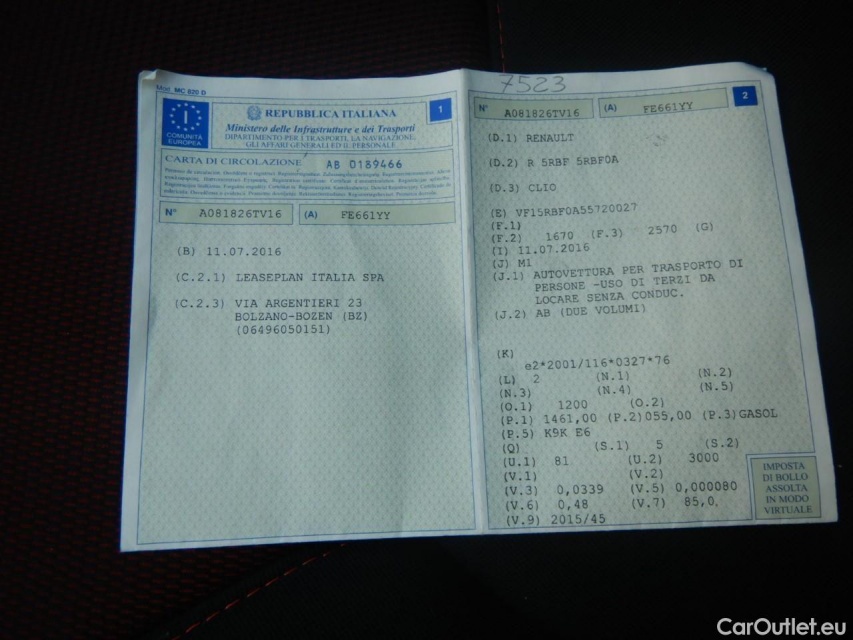 Mod. MC 820 D
COMUNITÀ
EUROPEA
I
REPUBBLICA ITALIANA
1
Ministero delle Infrastrutture e dei Trasporti
DIPARTIMENTO PER I TRASPORTI, LA NAVIGAZIONE,
GLI AFFARI GENERALI ED IL PERSONALE
CARTA DI CIRCOLAZIONE AB 0189466
N° A081826TV16 (A) FE661YY
(B) 11.07.2016
(C.2.1) LEASEPLAN ITALIA SPA
(C.2.3) VIA ARGENTIERI 23
BOLZANO-BOZEN (BZ)
(06496050151)
7523
N° A081826TV16 (A) FE661YY 2
(D.1) RENAULT
(D.2) R 5RBF 5RBF0A
(D.3) CLIO
(E) VF15RBF0A55720027
(F.1)
(F.2) 1670 (F.3) 2570 (G)
(I) 11.07.2016
(J) M1
(J.1) AUTOVETTURA PER TRASPORTO DI
PERSONE -USO DI TERZI DA
LOCARE SENZA CONDUC.
(J.2) AB (DUE VOLUMI)
(K)
e2*2001/116*0327*76
(L) 2 (N.1) (N.2)
(N.3) (N.4) (N.5)
(O.1) 1200 (O.2)
(P.1) 1461,00 (P.2)055,00 (P.3)GASOL
(P.5) K9K E6
(Q) (S.1) 5 (S.2)
(U.1) 81 (U.2) 3000
(V.1) (V.2)
(V.3) 0,0339 (V.5) 0,000080
(V.6) 0,48 (V.7) 85,0
(V.9) 2015/45
IMPOSTA
DI BOLLO
ASSOLTA
IN MODO
VIRTUALE
CarOutlet.eu